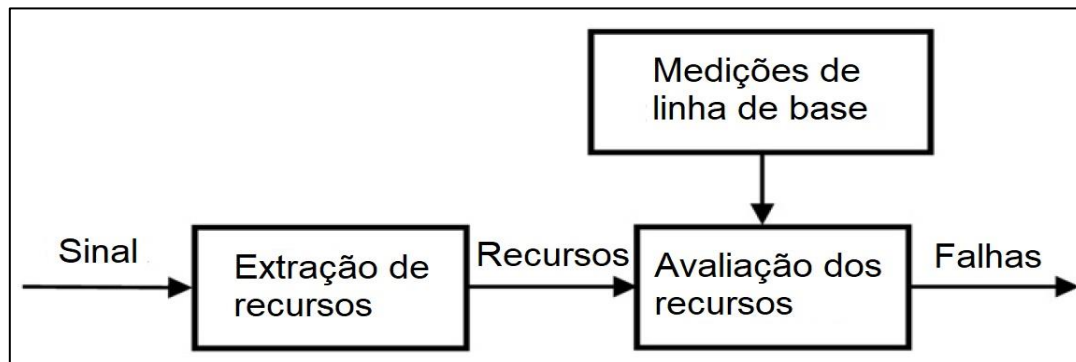 Medições de
linha de base
Sinal
Extração de
recursos
Recursos
Avaliação dos
recursos
Falhas